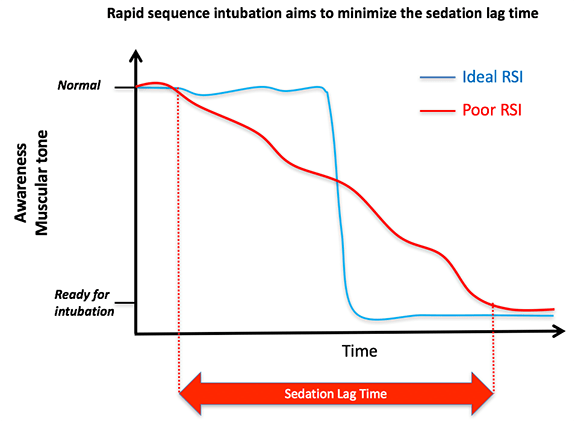 Rapid sequence intubation aims to minimize the sedation lag time
Normal
Ideal RSI
Poor RSI
Awareness
Muscular tone
Ready for
intubation
Time
Sedation Lag Time